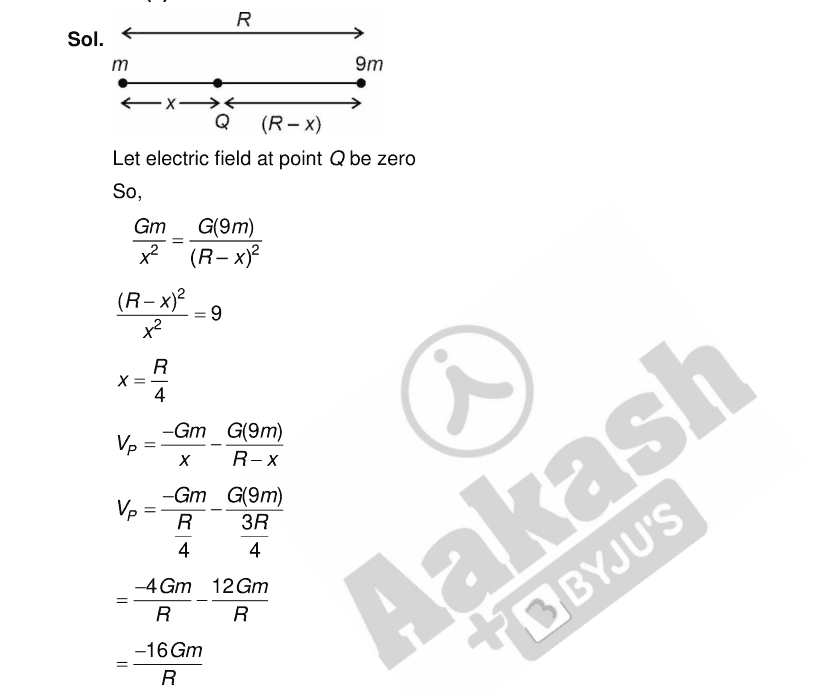 R
Sol.
m 9m
x
Q (R – x)
Let electric field at point Q be zero
So,
Gm/x² = G(9m)/(R – x)²
(R – x)²/x² = 9
x = R/4
V_P = –Gm/x – G(9m)/(R – x)
V_P = –Gm/(R/4) – G(9m)/(3R/4)
= –4Gm/R – 12Gm/R
= –16Gm/R
Aakash
+B BYJU'S